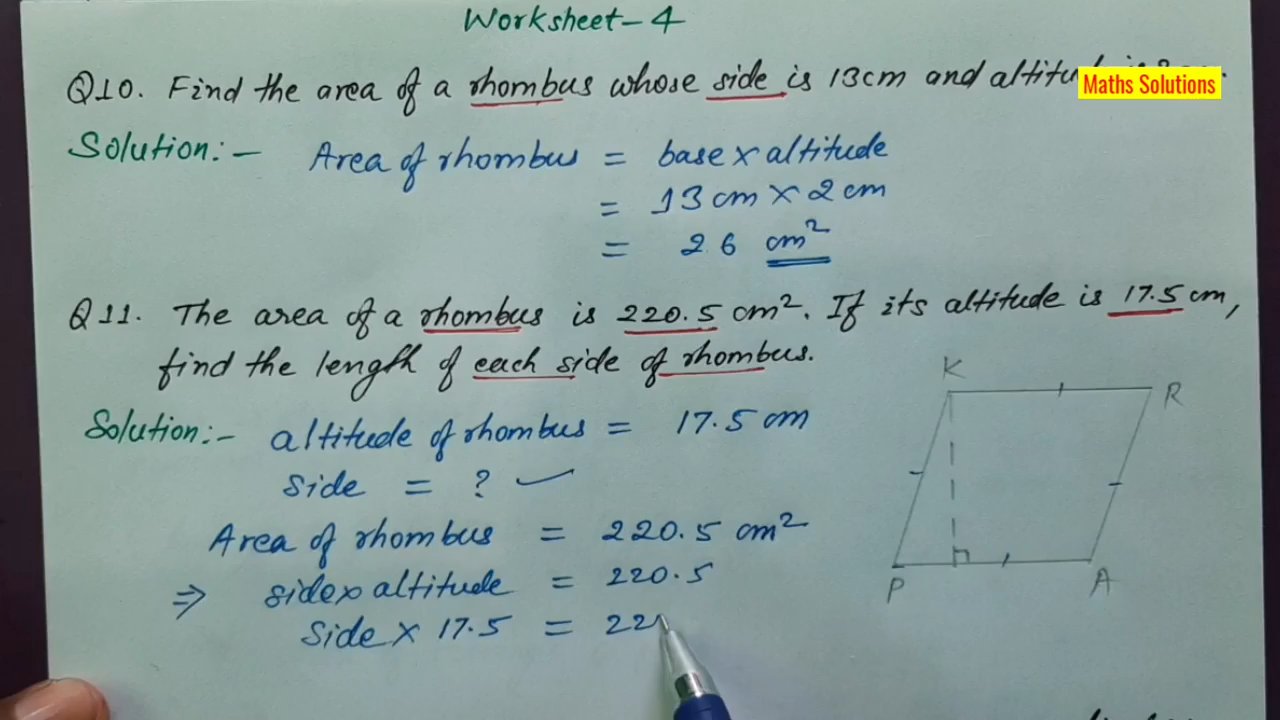 Worksheet-4
Q10. Find the area of a rhombus whose side is 13cm and
Maths Solutions
Solution:- Area of rhombus = base x altitude
= 13 cm x 2 cm
= 26 cm²
Q11. The area of a rhombus is 220.5 cm². If its altitude is 17.5 cm,
find the length of each side of rhombus.
K
R
P
A
Solution:- altitude of rhombus = 17.5 cm
Side = ? ✓
Area of rhombus = 220.5 cm²
⇒ side x altitude = 220.5
Side x 17.5 = 22